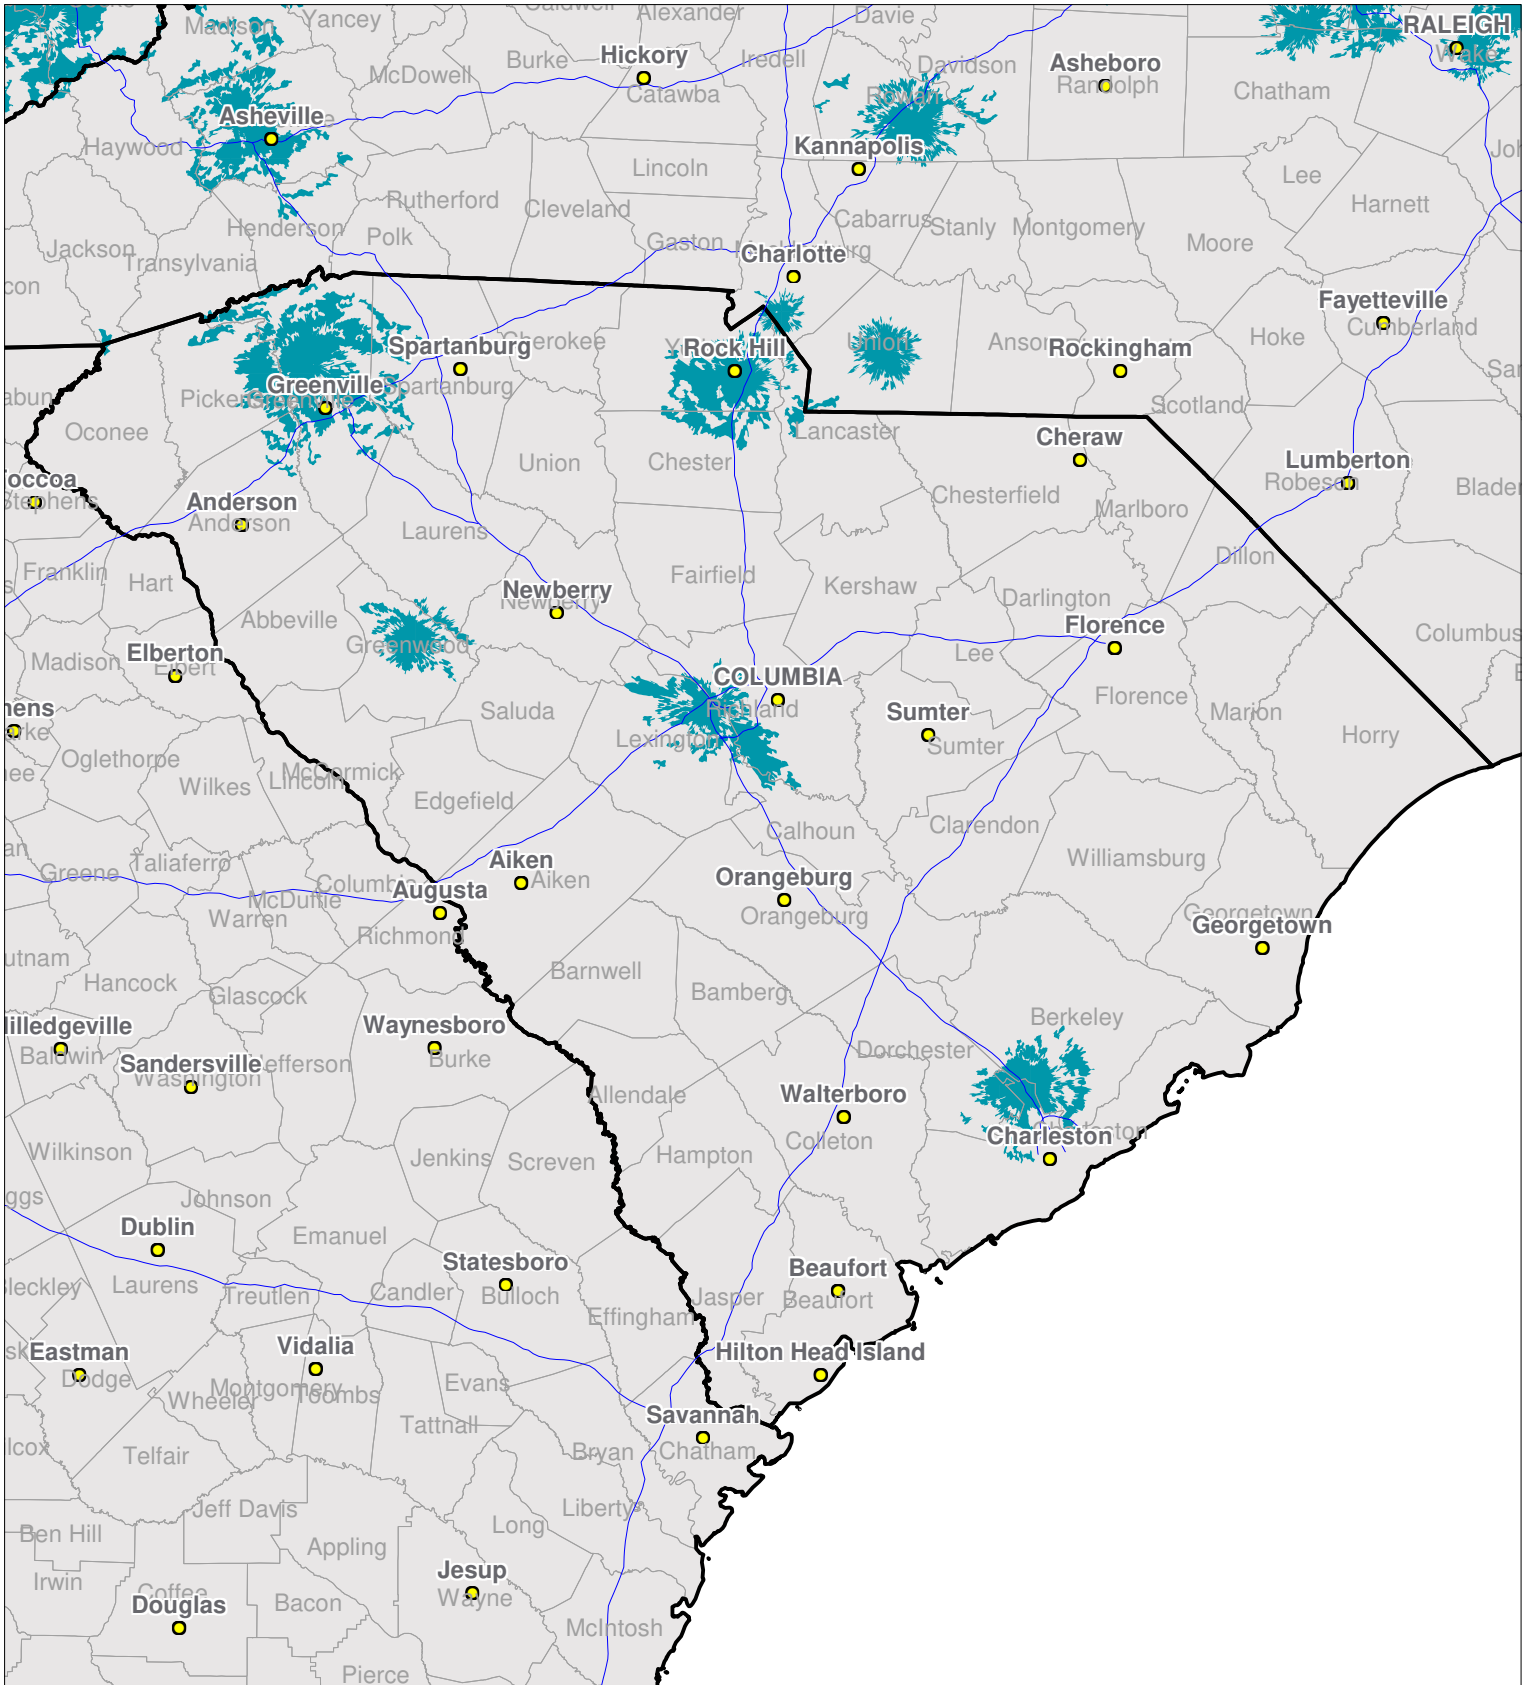 Madison
Yancey
Caldwell
Alexander
Davie
RALEIGH
Wake
Hickory
Burke
Iredell
Davidson
Asheboro
Randolph
McDowell
Catawba
Rowan
Chatham
Asheville
Haywood
Kannapolis
Lincoln
Lee
Rutherford
Cleveland
Harnett
Henderson
Polk
Cabarrus
Stanly
Montgomery
Moore
Jackson
Transylvania
Gaston
Charlotte
Fayetteville
Cumberland
Hoke
Spartanburg
Cherokee
Rock Hill
Union
Anson
Rockingham
Greenville
Spartanburg
Pickens
Scotland
Oconee
Lancaster
Cheraw
Union
Chester
Lumberton
Robeson
Stephens
Anderson
Anderson
Chesterfield
Marlboro
Laurens
Dillon
Franklin
Hart
Fairfield
Kershaw
Newberry
Newberry
Darlington
Abbeville
Florence
Greenwood
Columbus
Elberton
Elbert
Madison
Lee
COLUMBIA
Richland
Florence
Saluda
Sumter
Sumter
Marion
Horry
Lexington
Oglethorpe
Wilkes
Lincoln
McCormick
Edgefield
Calhoun
Clarendon
Williamsburg
Greene
Taliaferro
Columbia
Augusta
Aiken
Aiken
Orangeburg
Orangeburg
McDuffie
Warren
Richmond
Georgetown
Georgetown
Hancock
Glascock
Barnwell
Bamberg
Berkeley
Waynesboro
Burke
Baldwin
Sandersville
Washington
Jefferson
Dorchester
Allendale
Walterboro
Colleton
Charleston
Wilkinson
Jenkins
Screven
Hampton
Johnson
Dublin
Emanuel
Statesboro
Bulloch
Beaufort
Beaufort
Laurens
Treutlen
Candler
Jasper
Effingham
Eastman
Dodge
Vidalia
Hilton Head Island
Montgomery
Toombs
Wheeler
Evans
Tattnall
Savannah
Chatham
Telfair
Bryan
Jeff Davis
Liberty
Long
Ben Hill
Appling
Irwin
Coffee
Douglas
Bacon
Jesup
Wayne
McIntosh
Pierce